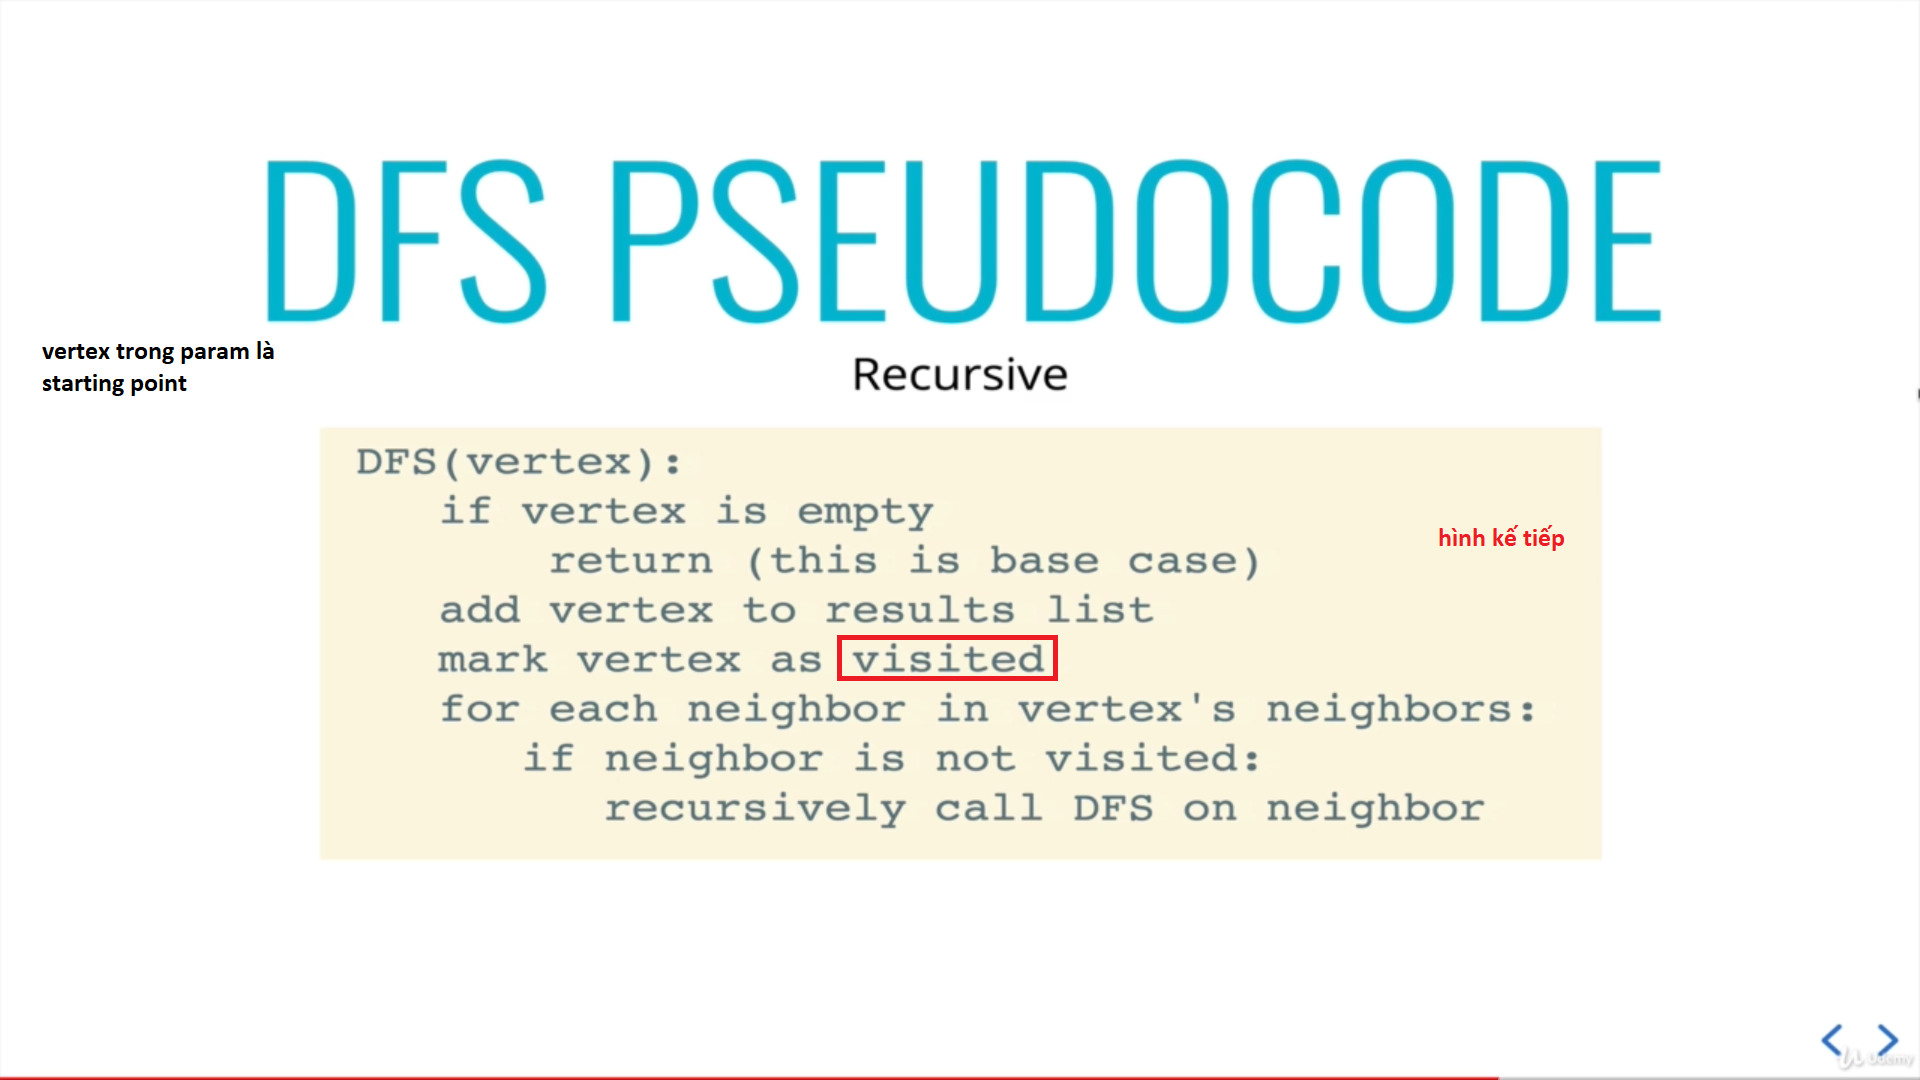 DFS PSEUDOCODE
vertex trong param là
starting point
Recursive
DFS(vertex):
if vertex is empty
return (this is base case)
hình kế tiếp
add vertex to results list
mark vertex as visited
for each neighbor in vertex's neighbors:
if neighbor is not visited:
recursively call DFS on neighbor
Udemy